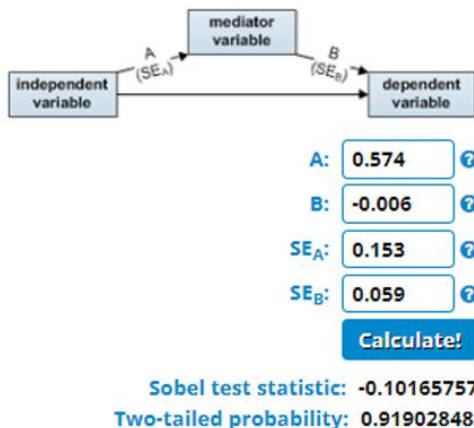 mediator
variable
A
(SEA)
B
(SEB)
independent
variable
dependent
variable
A: 0.574 ?
B: -0.006 ?
SEA: 0.153 ?
SEB: 0.059 ?
Calculate!
Sobel test statistic: -0.10165757
Two-tailed probability: 0.91902848